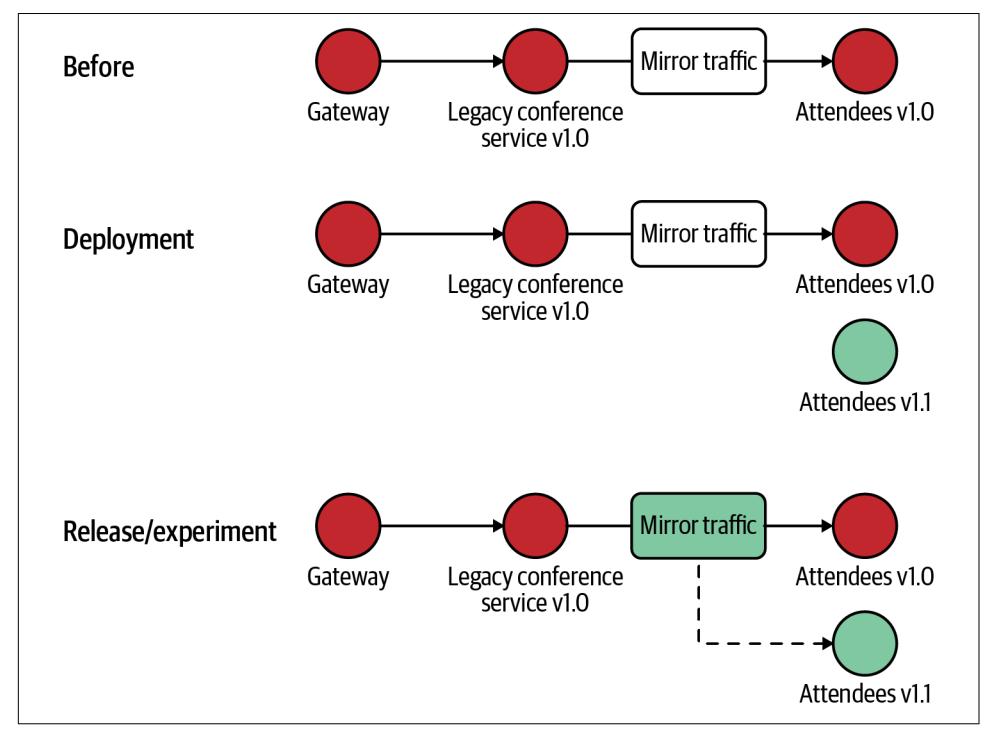 Before
Mirror traffic
Gateway
Legacy conference
service v1.0
Attendees v1.0
Deployment
Mirror traffic
Gateway
Legacy conference
service v1.0
Attendees v1.0
Attendees v1.1
Release/experiment
Mirror traffic
Gateway
Legacy conference
service v1.0
Attendees v1.0
Attendees v1.1